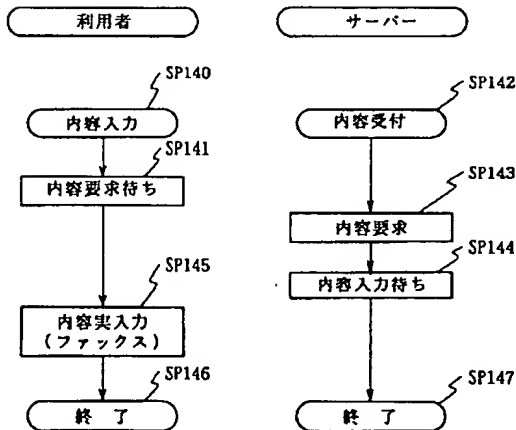 利用者
サーバー
SP140
SP142
内容入力
内容受付
SP141
内容要求待ち
SP143
内容要求
SP144
内容入力待ち
SP145
内容実入力
(ファックス)
SP146
SP147
終 了
終 了